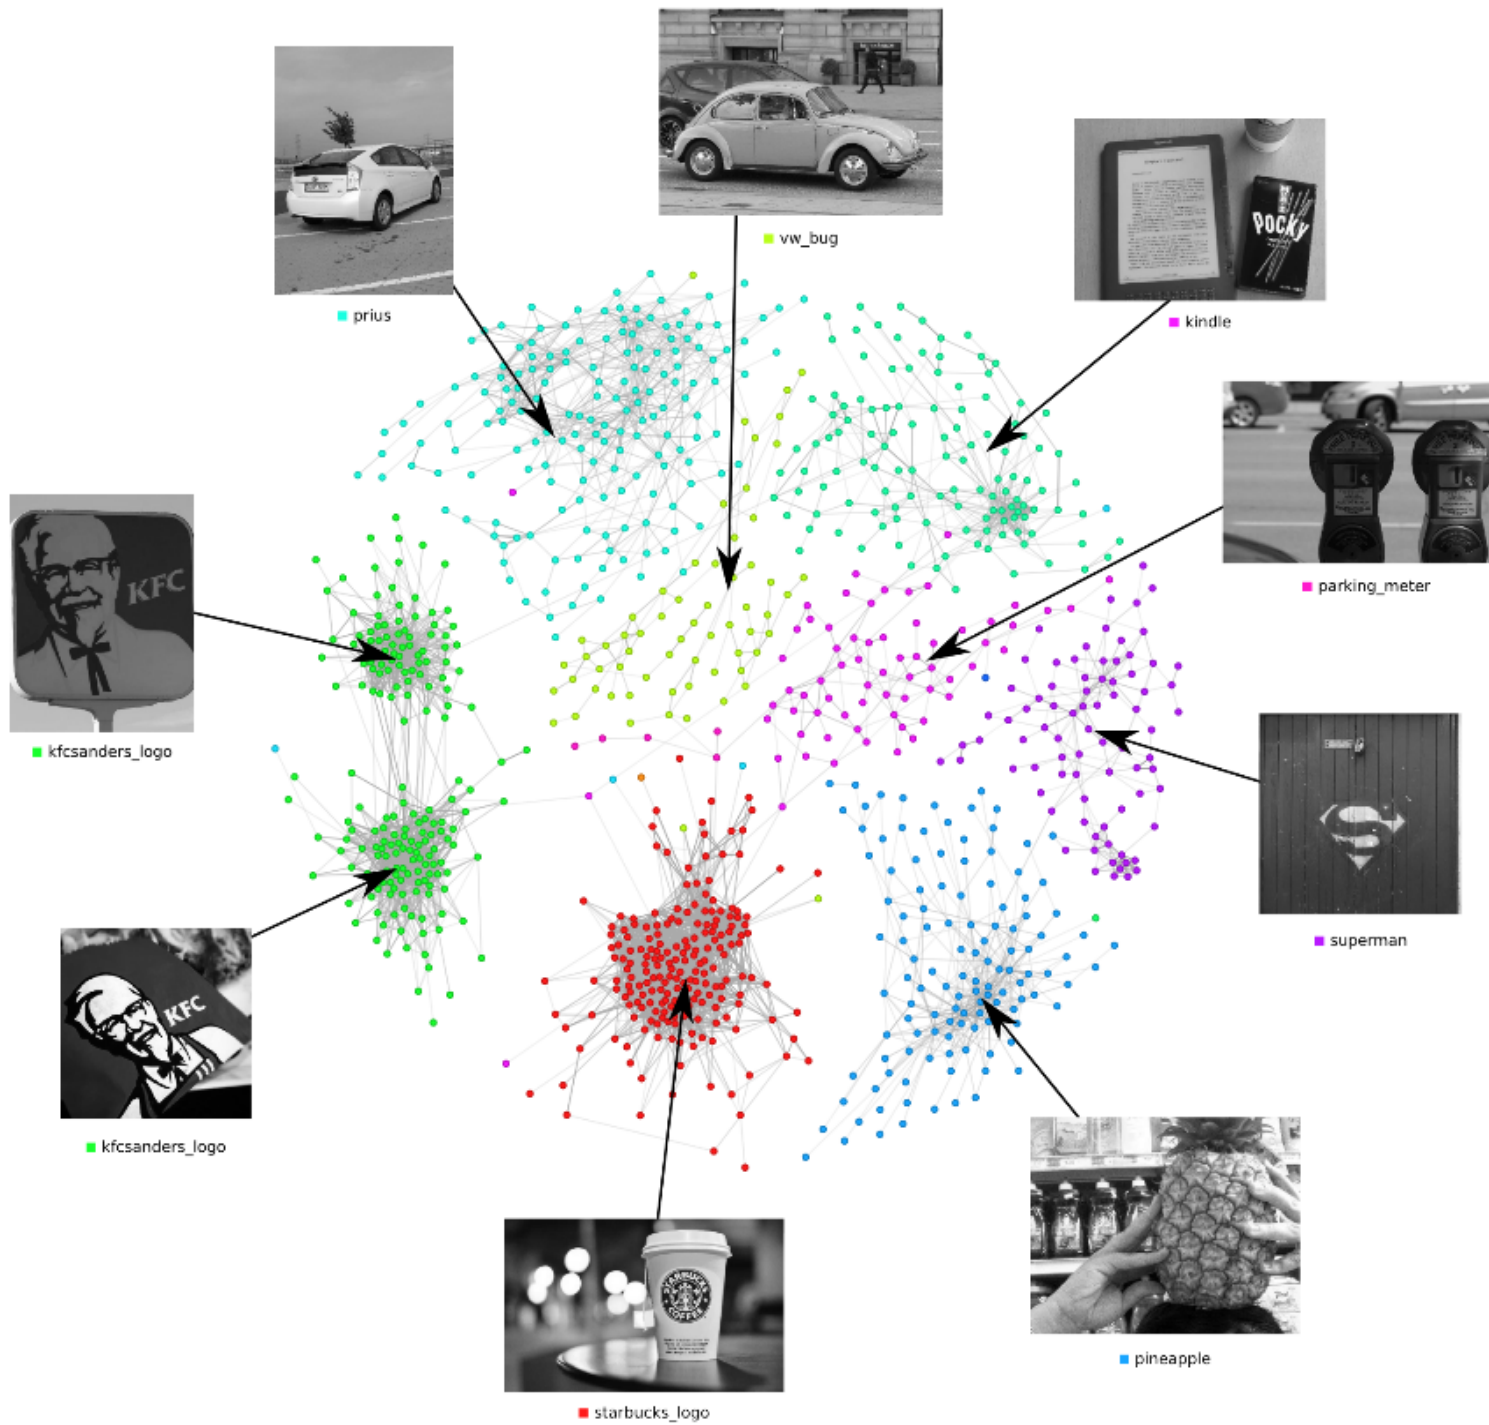 vw_bug
prius
POCKY
kindle
KFC
parking_meter
kfcsanders_logo
superman
KFC
kfcsanders_logo
STARBUCKS
COFFEE
pineapple
starbucks_logo